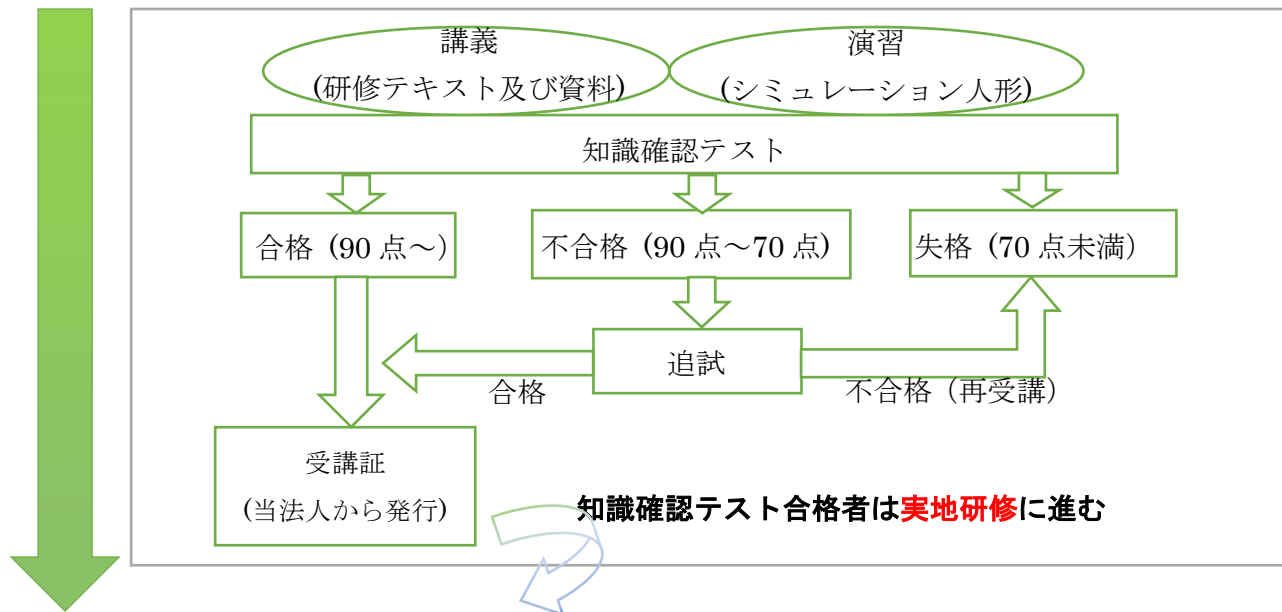 講義
(研修テキスト及び資料)
演習
(シミュレーション人形)
知識確認テスト
合格 (90 点～)
不合格 (90 点～70 点)
失格 (70 点未満)
追試
合格
不合格（再受講）
受講証
(当法人から発行)
知識確認テスト合格者は実地研修に進む